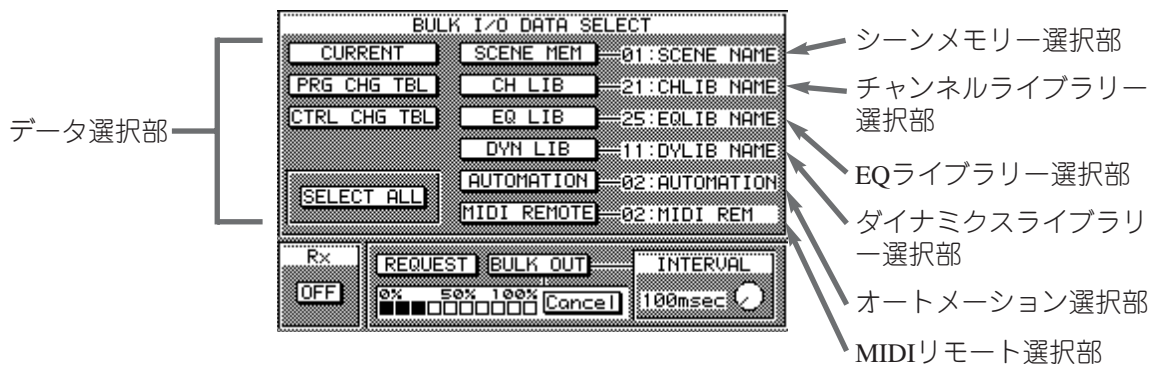 BULK I/O DATA SELECT
CURRENT
SCENE MEM
01:SCENE NAME
PRG CHG TBL
CH LIB
21:CHLIB NAME
CTRL CHG TBL
EQ LIB
25:EQLIB NAME
DYN LIB
11:DYLIB NAME
SELECT ALL
AUTOMATION
02:AUTOMATION
MIDI REMOTE
02:MIDI REM
Rx
OFF
REQUEST
BULK OUT
INTERVAL
0% 50% 100%
Cancel
100msec
データ選択部
シーンメモリー選択部
チャンネルライブラリー
選択部
EQライブラリー選択部
ダイナミクスライブラリ
ー選択部
オートメーション選択部
MIDIリモート選択部